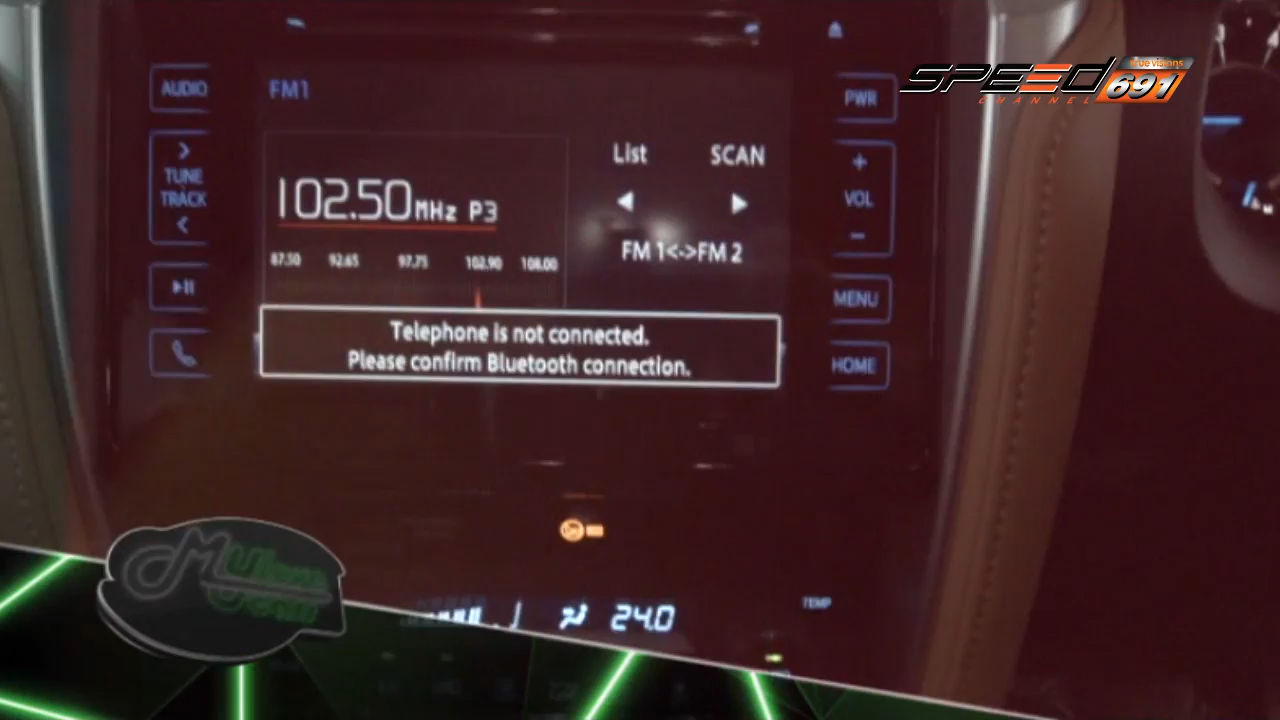 AUDIO
FM1
PWR
true visions
SPEED
CHANNEL
691
TUNE
TRACK
102.50MHz P3
List
SCAN
+
VOL
-
FM 1<->FM 2
87.50 92.65 97.75 102.90 108.00
MENU
Telephone is not connected.
Please confirm Bluetooth connection.
HOME
24.0
TEMP